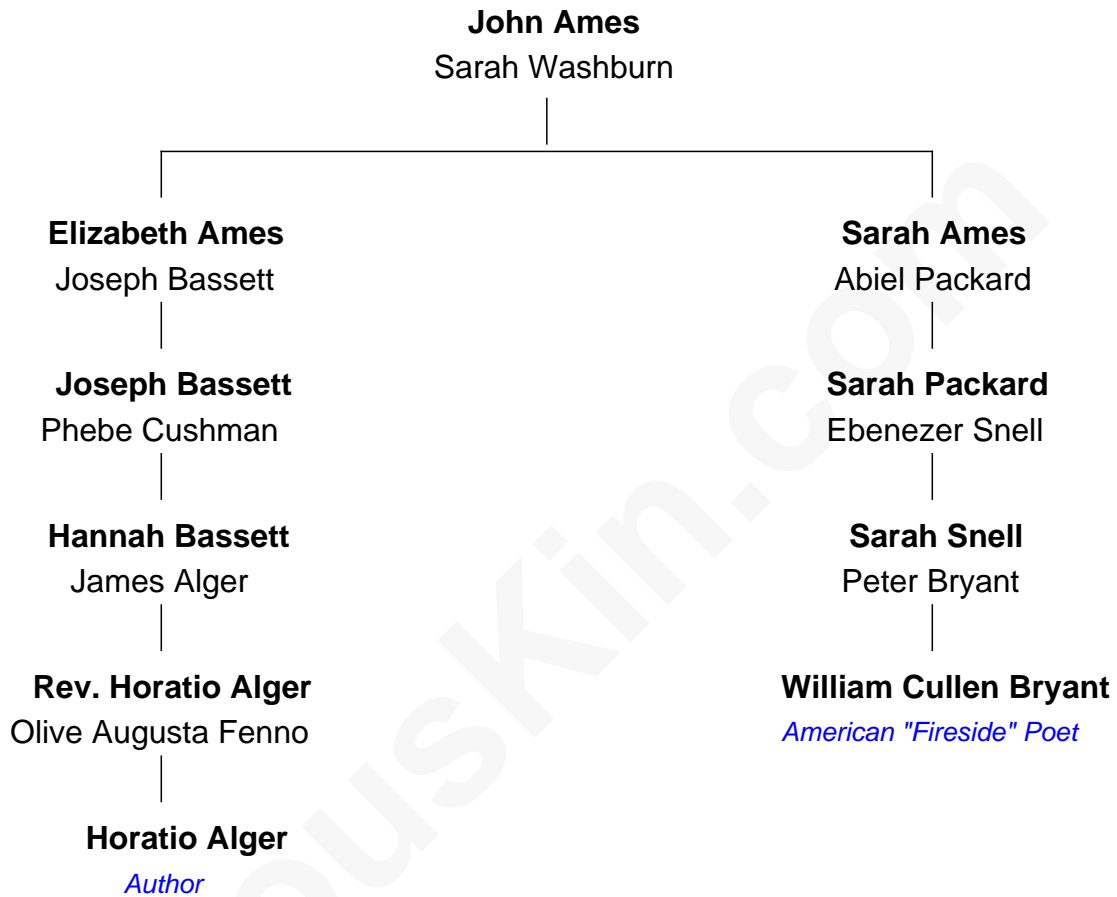 John Ames
Sarah Washburn
Elizabeth Ames
Joseph Bassett
Sarah Ames
Abiel Packard
Joseph Bassett
Phebe Cushman
Sarah Packard
Ebenezer Snell
Hannah Bassett
James Alger
Sarah Snell
Peter Bryant
Rev. Horatio Alger
Olive Augusta Fenno
William Cullen Bryant
American "Fireside" Poet
Horatio Alger
Author
ousKin.com